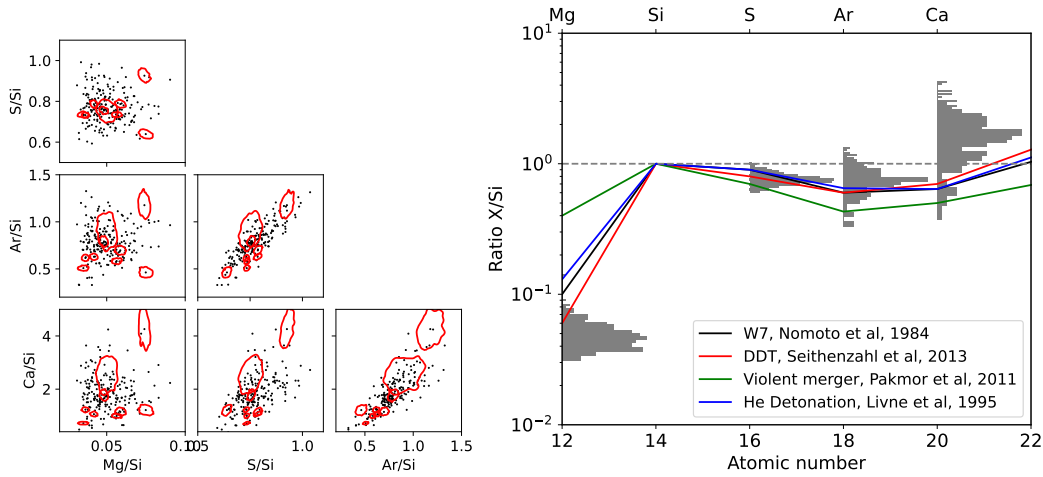 Mg Si S Ar Ca
10¹
1.0
0.8
0.6
S/Si
1.5
1.0
0.5
Ar/Si
10⁰
Ratio X/Si
10⁻¹
4
2
Ca/Si
W7, Nomoto et al, 1984
DDT, Seithenzahl et al, 2013
Violent merger, Pakmor et al, 2011
He Detonation, Livne et al, 1995
10⁻²
0.05 0.10 0.5 1.0 0.5 1.0 1.5
Mg/Si S/Si Ar/Si
12 14 16 18 20 22
Atomic number